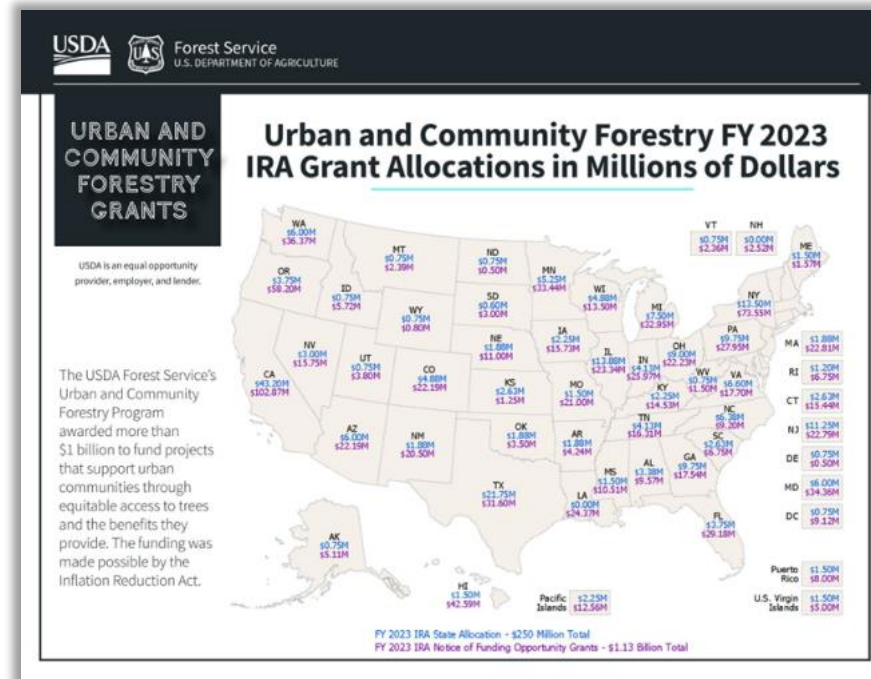 USDA
UAS
Forest Service
U.S. DEPARTMENT OF AGRICULTURE
URBAN AND
COMMUNITY
FORESTRY
GRANTS
USDA is an equal opportunity
provider, employer, and lender.
The USDA Forest Service's
Urban and Community
Forestry Program
awarded more than
$1 billion to fund projects
that support urban
communities through
equitable access to trees
and the benefits they
provide. The funding was
made possible by the
Inflation Reduction Act.
Urban and Community Forestry FY 2023
IRA Grant Allocations in Millions of Dollars
WA
$6.00M
$36.37M
OR
$3.75M
$58.20M
ID
$0.75M
$5.72M
MT
$0.75M
$2.39M
ND
$0.75M
$0.50M
MN
$5.25M
$33.44M
WI
$4.88M
$13.50M
MI
$7.50M
$32.95M
VT
$0.75M
$2.36M
NH
$0.00M
$2.52M
ME
$1.50M
$1.57M
NY
$13.50M
$73.55M
WY
$0.75M
$0.80M
SD
$0.60M
$3.00M
NE
$1.88M
$11.00M
IA
$2.25M
$15.73M
IL
$13.88M
$23.34M
IN
$4.13M
$25.97M
OH
$9.00M
$22.23M
PA
$9.75M
$27.95M
NV
$3.00M
$15.75M
UT
$0.75M
$3.80M
CO
$4.88M
$22.19M
KS
$2.63M
$1.25M
MO
$1.50M
$21.00M
KY
$2.25M
$14.53M
WV
$0.75M
$1.50M
VA
$6.60M
$17.70M
CA
$43.20M
$102.87M
AZ
$6.00M
$22.19M
NM
$1.88M
$20.50M
OK
$1.88M
$3.50M
AR
$1.88M
$4.24M
TN
$4.13M
$16.31M
NC
$6.38M
$9.20M
SC
$2.63M
$6.75M
TX
$21.75M
$31.60M
LA
$0.00M
$24.37M
MS
$1.50M
$10.51M
AL
$3.38M
$9.57M
GA
$9.75M
$17.54M
FL
$3.75M
$29.18M
AK
$0.75M
$5.11M
HI
$1.50M
$42.59M
Pacific
Islands
$2.25M
$12.56M
MA
$1.88M
$22.81M
RI
$1.20M
$6.75M
CT
$2.63M
$15.44M
NJ
$11.25M
$22.79M
DE
$0.75M
$0.50M
MD
$6.00M
$34.36M
DC
$0.75M
$9.12M
Puerto
Rico
$1.50M
$8.00M
U.S. Virgin
Islands
$1.50M
$5.00M
FY 2023 IRA State Allocation - $250 Million Total
FY 2023 IRA Notice of Funding Opportunity Grants - $1.13 Billion Total